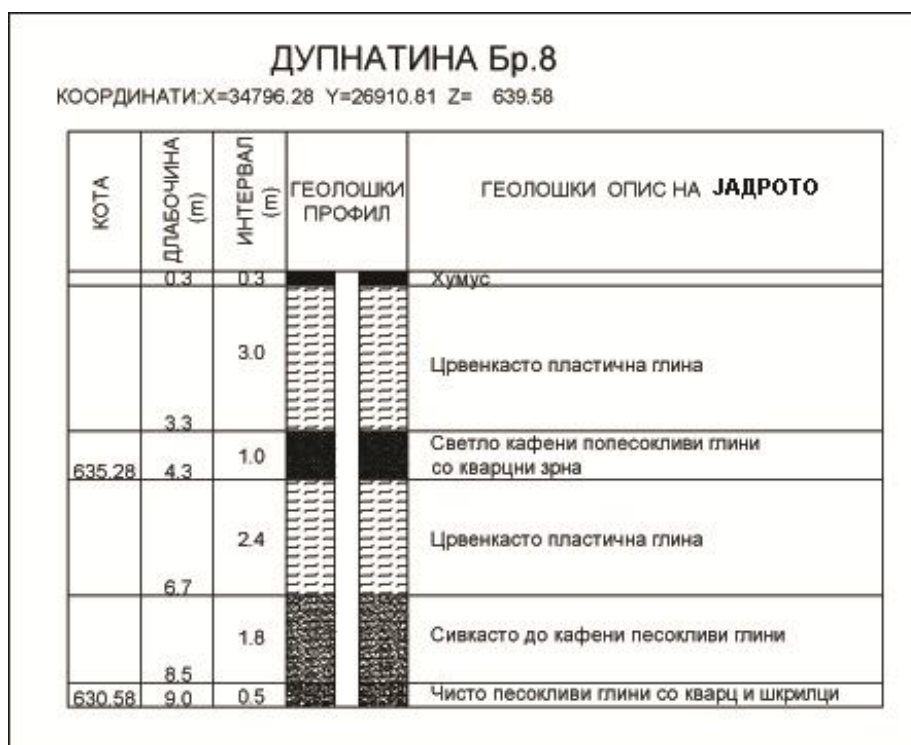 ДУПНАТИНА Бр.8
КООРДИНАТИ:X=34796.28 Y=26910.81 Z= 639.58
КОТА
ДЛАБОЧИНА
(m)
ИНТЕРВАЛ
(m)
ГЕОЛОШКИ
ПРОФИЛ
ГЕОЛОШКИ ОПИС НА ЈАДРОТО
0.3 0.3 Хумус
3.0 Црвенкасто пластична глина
3.3
1.0 Светло кафени попесокливи глини
со кварцни зрна
635.28 4.3
2.4 Црвенкасто пластична глина
6.7
1.8 Сивкасто до кафени песокливи глини
8.5
630.58 9.0 0.5 Чисто песокливи глини со кварц и шкрилци